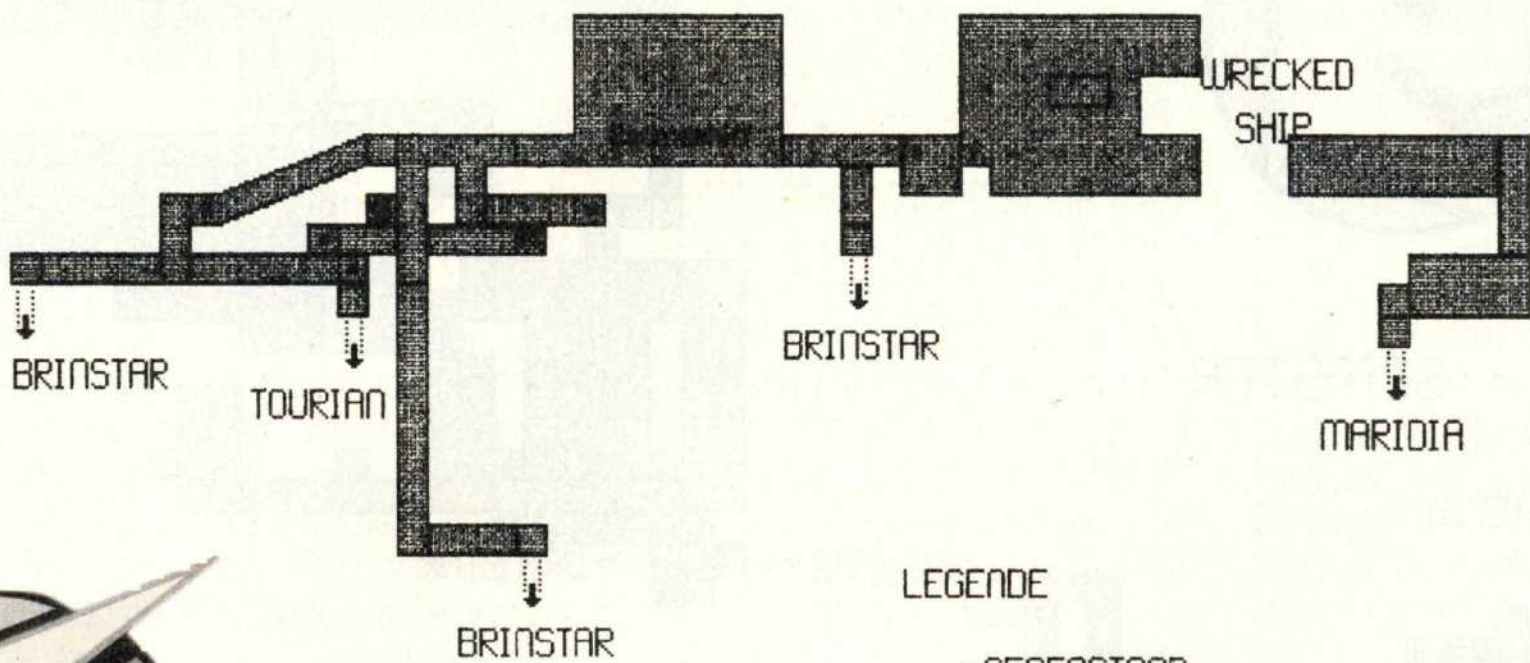 WRECKED
SHIP
BRINSTAR
BRINSTAR
TOURIAN
MARIDIA
LEGENDE
BRINSTAR